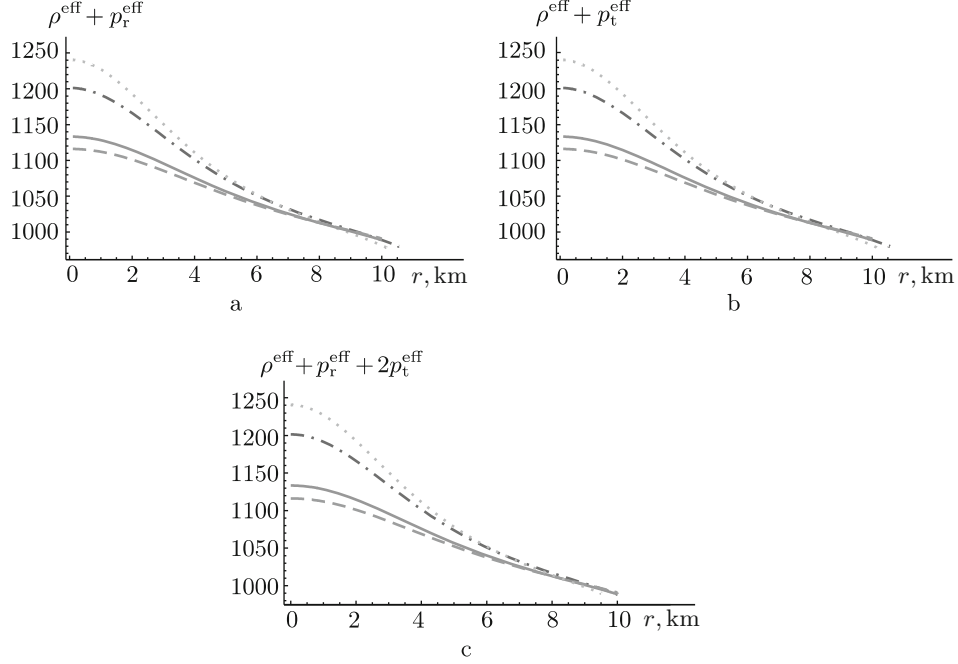 ρ^eff + p_r^eff
1250
1200
1150
1100
1050
1000
0 2 4 6 8 10 r, km
a
ρ^eff + p_t^eff
1250
1200
1150
1100
1050
1000
0 2 4 6 8 10 r, km
b
ρ^eff + p_r^eff + 2p_t^eff
1250
1200
1150
1100
1050
1000
0 2 4 6 8 10 r, km
c